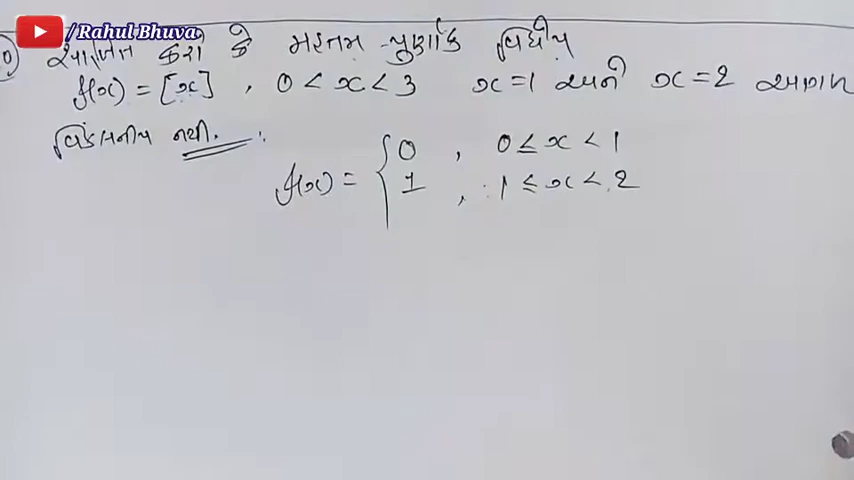 /Rahul Bhuva
સાબિત કરો કે મહત્તમ પુર્ણાંક વિધેય
f(x) = [x] , 0 < x < 3 x = 1 અને x = 2 આગળ
વિકલનીય નથી.
f(x) = { 0 , 0 ≤ x < 1
1 , 1 ≤ x < 2